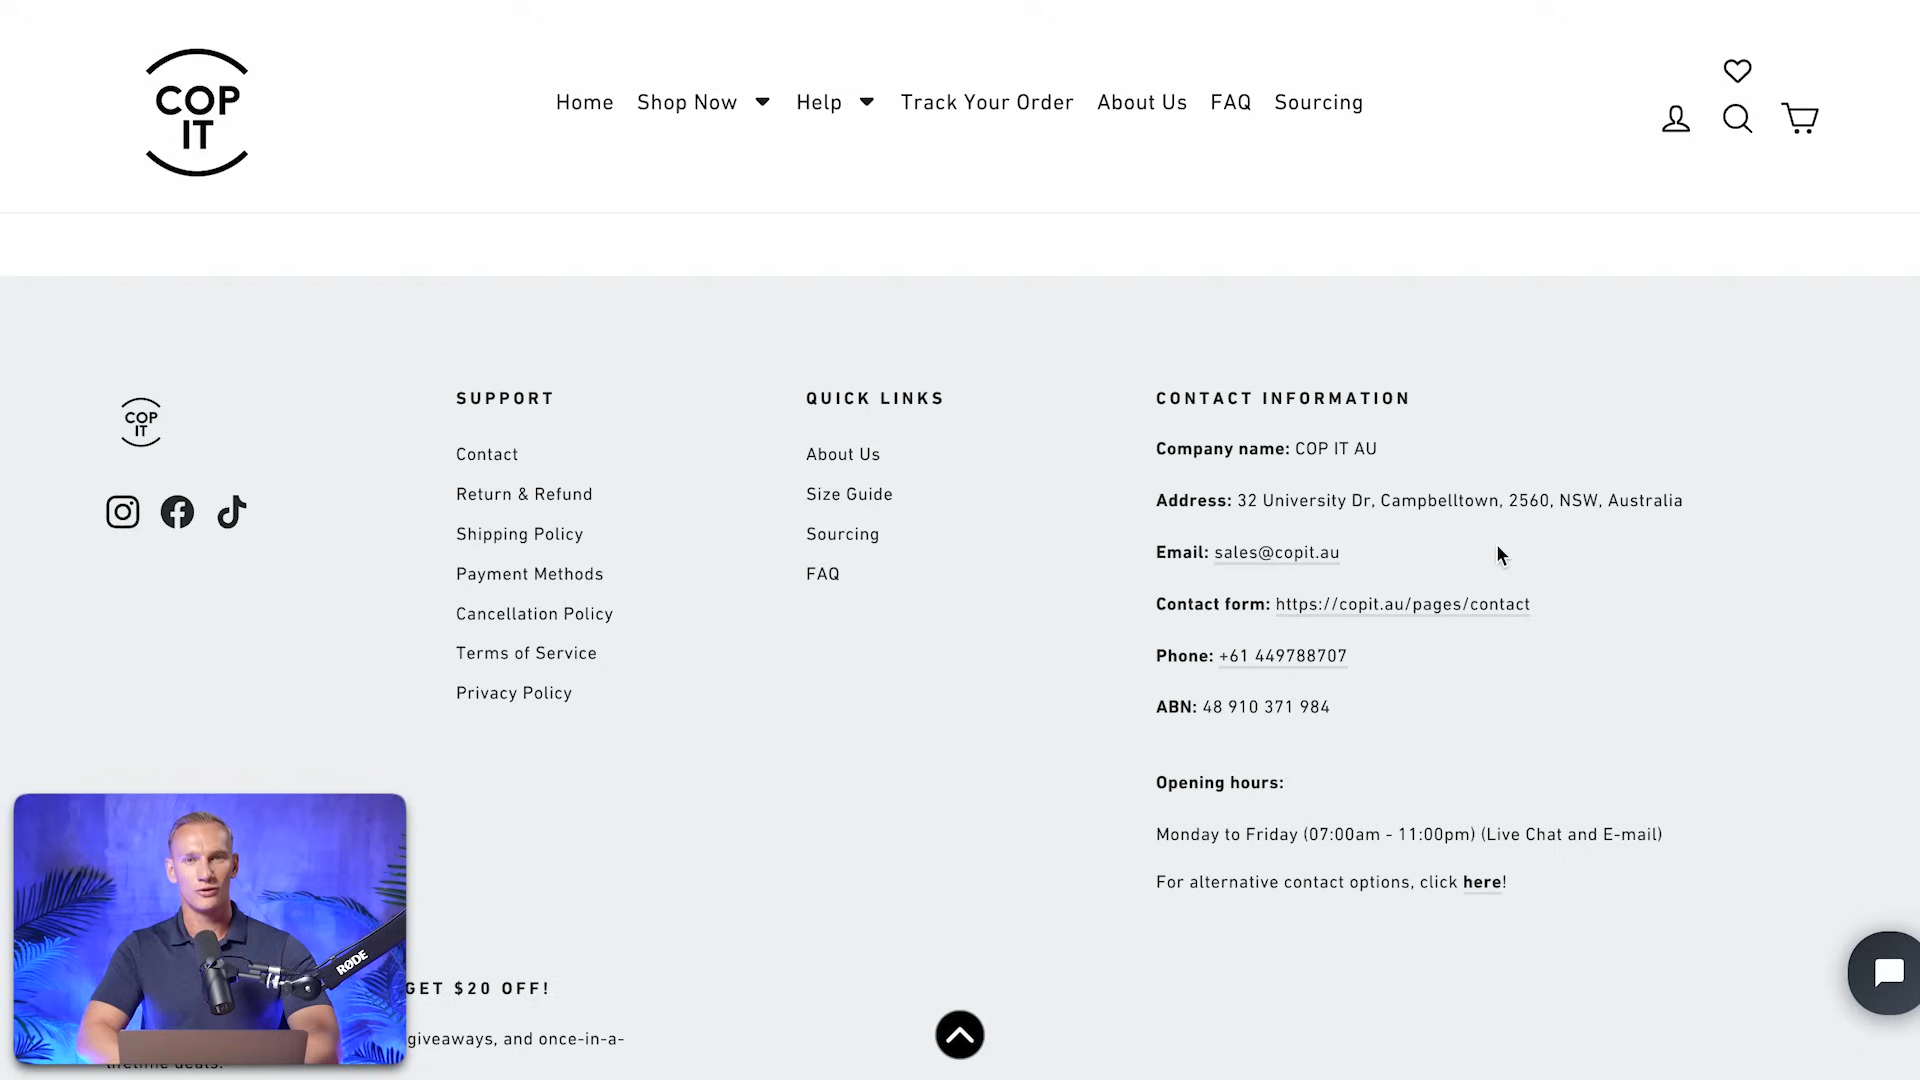 COP
IT
Home Shop Now Help Track Your Order About Us FAQ Sourcing
COP
IT
SUPPORT
Contact
Return & Refund
Shipping Policy
Payment Methods
Cancellation Policy
Terms of Service
Privacy Policy
QUICK LINKS
About Us
Size Guide
Sourcing
FAQ
CONTACT INFORMATION
Company name: COP IT AU
Address: 32 University Dr, Campbelltown, 2560, NSW, Australia
Email: sales@copit.au
Contact form: https://copit.au/pages/contact
Phone: +61 449788707
ABN: 48 910 371 984
Opening hours:
Monday to Friday (07:00am - 11:00pm) (Live Chat and E-mail)
For alternative contact options, click here!
GET $20 OFF!
giveaways, and once-in-a-
lifetime deals.
RØDE